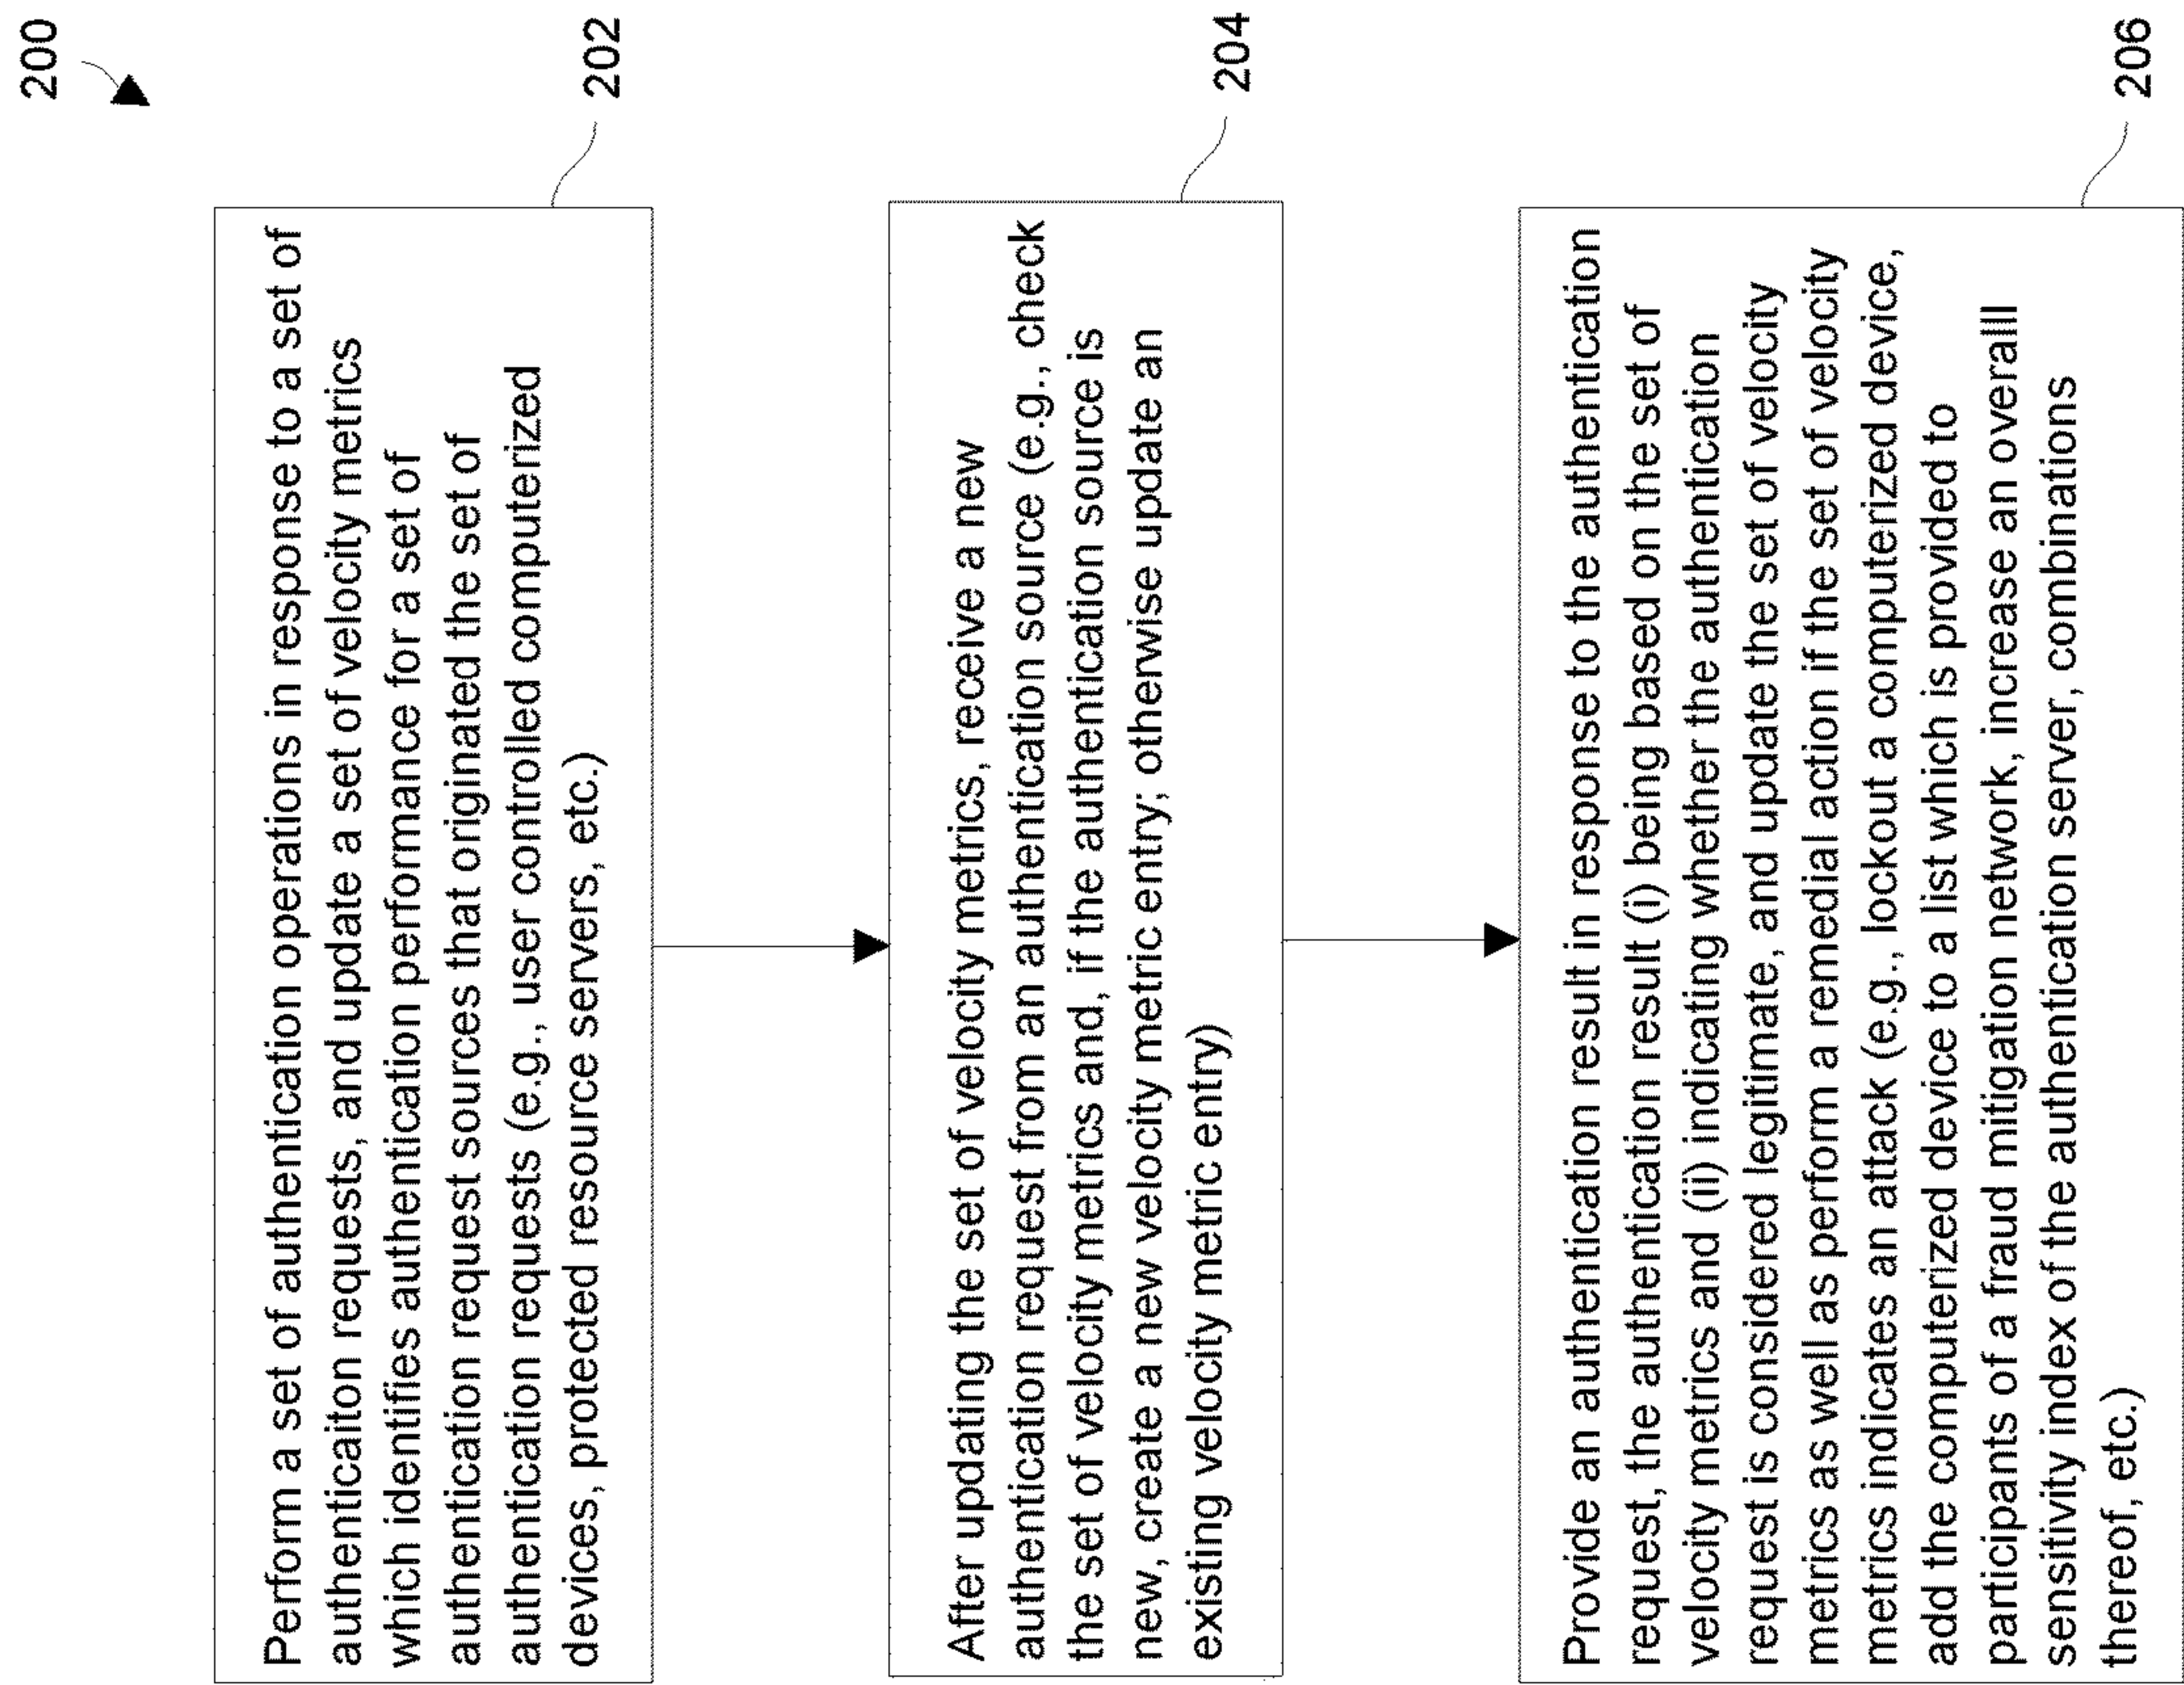 200
Perform a set of authentication operations in response to a set of
authenticaiton requests, and update a set of velocity metrics
which identifies authentication performance for a set of
authentication request sources that originated the set of
authentication requests (e.g., user controlled computerized
devices, protected resource servers, etc.)
202
After updating the set of velocity metrics, receive a new
authentication request from an authentication source (e.g., check
the set of velocity metrics and, if the authentication source is
new, create a new velocity metric entry; otherwise update an
existing velocity metric entry)
204
Provide an authentication result in response to the authentication
request, the authentication result (i) being based on the set of
velocity metrics and (ii) indicating whether the authentication
request is considered legitimate, and update the set of velocity
metrics as well as perform a remedial action if the set of velocity
metrics indicates an attack (e.g., lockout a computerized device,
add the computerized device to a list which is provided to
participants of a fraud mitigation network, increase an overalll
sensitivity index of the authentication server, combinations
thereof, etc.)
206